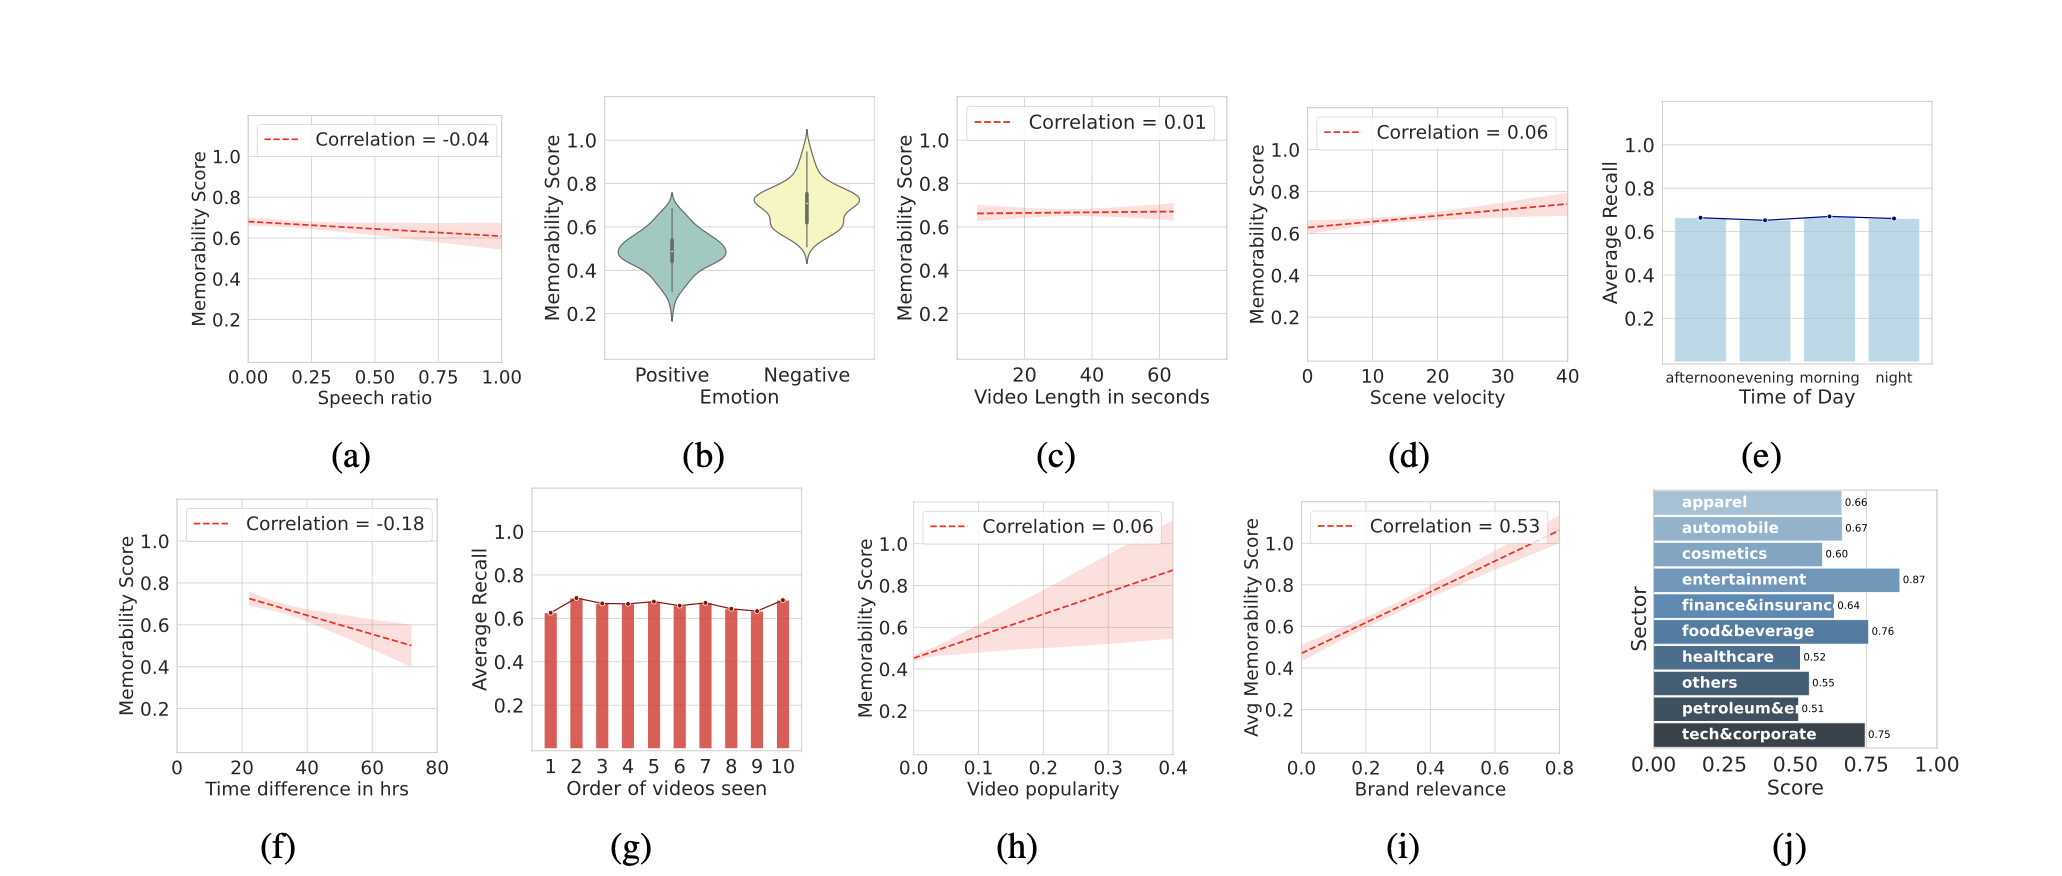 Correlation = -0.04
Memorability Score
1.0
0.8
0.6
0.4
0.2
0.00 0.25 0.50 0.75 1.00
Speech ratio
(a)
Memorability Score
1.0
0.8
0.6
0.4
0.2
Positive Negative
Emotion
(b)
Correlation = 0.01
Memorability Score
1.0
0.8
0.6
0.4
0.2
20 40 60
Video Length in seconds
(c)
Correlation = 0.06
Memorability Score
1.0
0.8
0.6
0.4
0.2
0 10 20 30 40
Scene velocity
(d)
Average Recall
1.0
0.8
0.6
0.4
0.2
afternoon evening morning night
Time of Day
(e)
Correlation = -0.18
Memorability Score
1.0
0.8
0.6
0.4
0.2
0 20 40 60 80
Time difference in hrs
(f)
Average Recall
1.0
0.8
0.6
0.4
0.2
1 2 3 4 5 6 7 8 9 10
Order of videos seen
(g)
Correlation = 0.06
Memorability Score
1.0
0.8
0.6
0.4
0.2
0.0 0.1 0.2 0.3 0.4
Video popularity
(h)
Correlation = 0.53
Avg Memorability Score
1.0
0.8
0.6
0.4
0.2
0.0 0.2 0.4 0.6 0.8
Brand relevance
(i)
Sector
apparel 0.66
automobile 0.67
cosmetics 0.60
entertainment 0.87
finance&insuranc 0.64
food&beverage 0.76
healthcare 0.52
others 0.55
petroleum&e 0.51
tech&corporate 0.75
0.00 0.25 0.50 0.75 1.00
Score
(j)